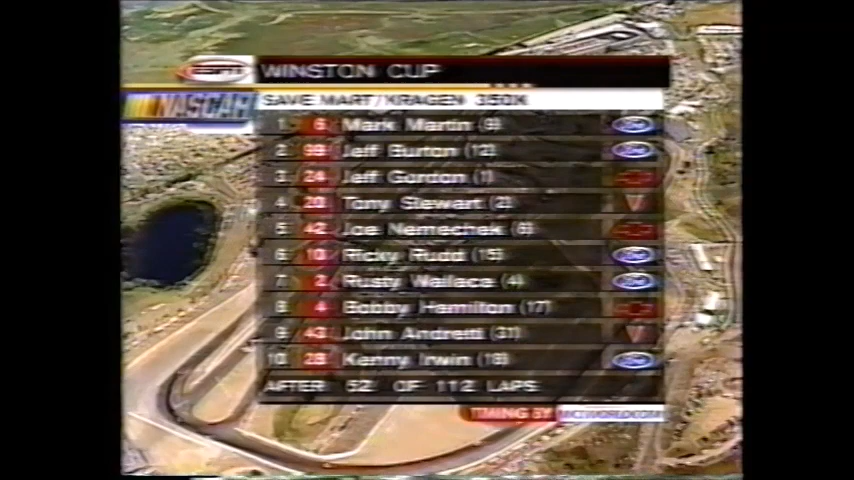 ESPN WINSTON CUP
NASCAR SAVE MART/KRAGEN 350K
1. 6 Mark Martin (9)
2. 99 Jeff Burton (12)
3. 24 Jeff Gordon (1)
4. 20 Tony Stewart (2)
5. 42 Joe Nemechek (8)
6. 10 Ricky Rudd (15)
7. 2 Rusty Wallace (4)
8. 4 Bobby Hamilton (17)
9. 43 John Andretti (31)
10. 28 Kenny Irwin (19)
AFTER 52 OF 112 LAPS
TIMING BY